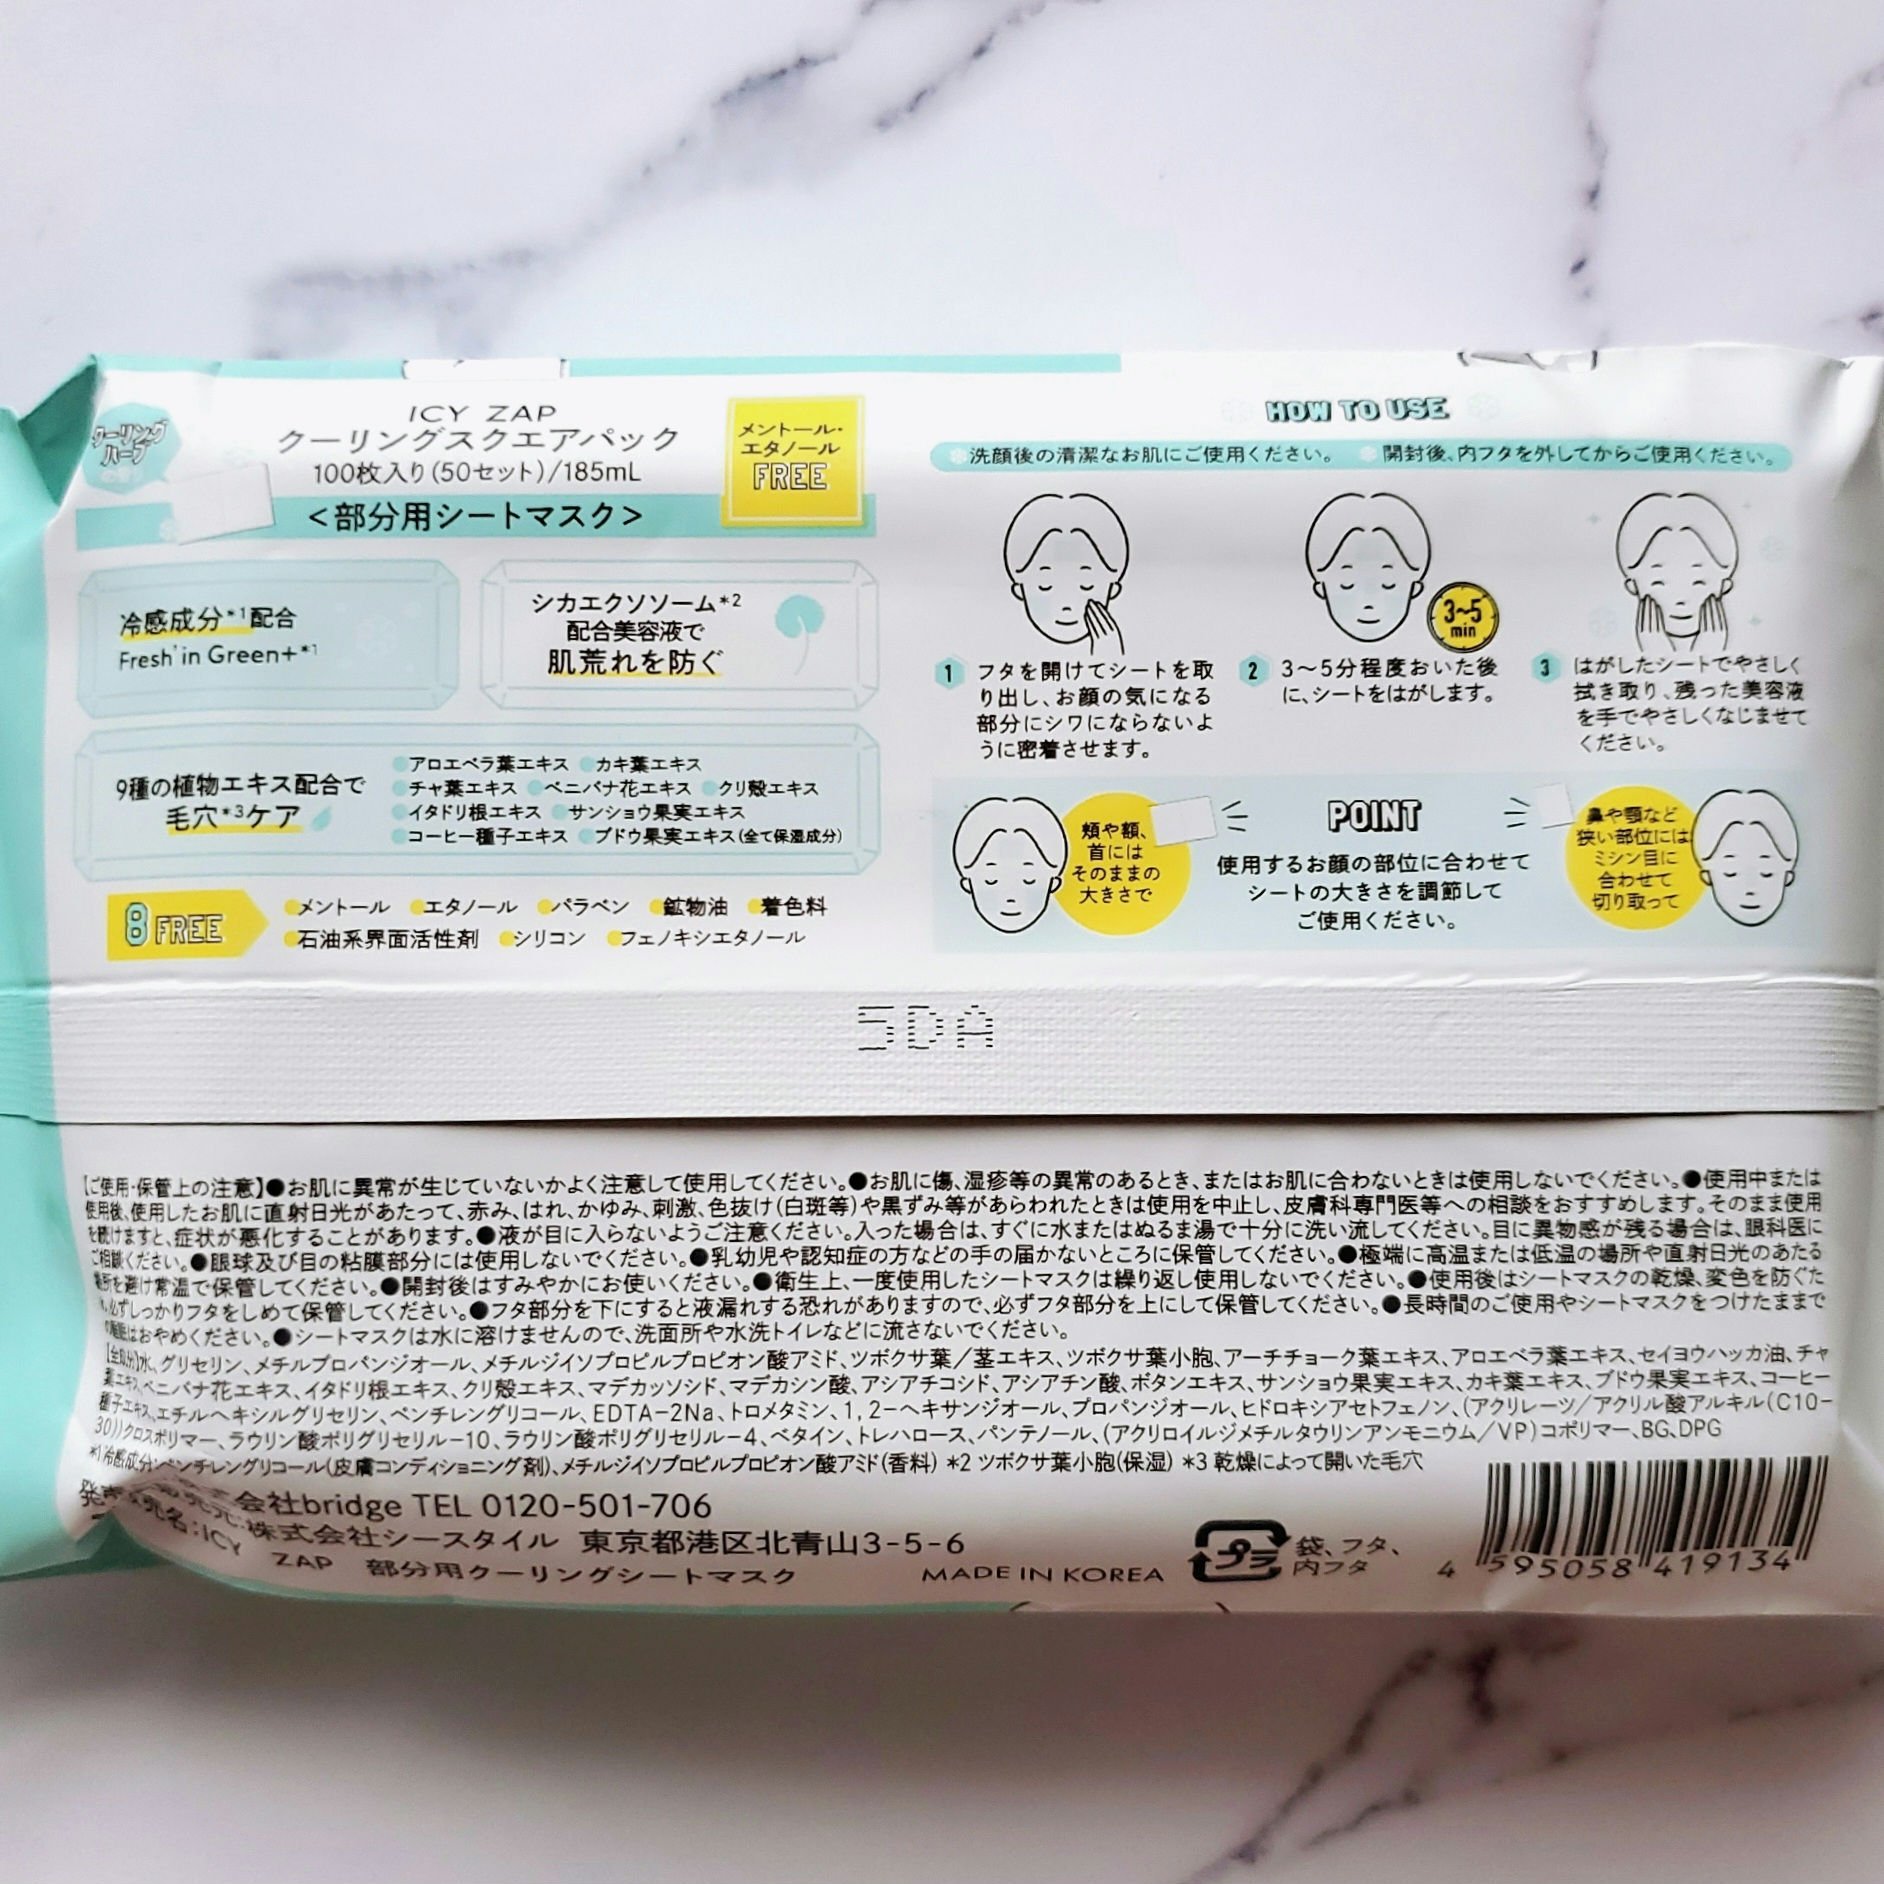 クーリング
ハーブ
の香り
ICY ZAP
クーリングスクエアパック
100枚入り(50セット)/185mL
<部分用シートマスク>
メントール・
エタノール
FREE
冷感成分*1配合
Fresh'in Green+*1
シカエクソソーム*2
配合美容液で
肌荒れを防ぐ
9種の植物エキス配合で
毛穴*3ケア
アロエベラ葉エキス カキ葉エキス
チャ葉エキス ベニバナ花エキス クリ殻エキス
イタドリ根エキス サンショウ果実エキス
コーヒー種子エキス ブドウ果実エキス(全て保湿成分)
8 FREE
メントール エタノール パラベン 鉱物油 着色料
石油系界面活性剤 シリコン フェノキシエタノール
HOW TO USE
洗顔後の清潔なお肌にご使用ください。 開封後、内フタを外してからご使用ください。
3~5
min
1 フタを開けてシートを取
り出し、お顔の気になる
部分にシワにならないよ
うに密着させます。
2 3〜5分程度おいた後
に、シートをはがします。
3 はがしたシートでやさしく
拭き取り、残った美容液
を手でやさしくなじませて
ください。
頬や額、
首には
そのままの
大きさで
POINT
使用するお顔の部位に合わせて
シートの大きさを調節して
ご使用ください。
鼻や顎など
狭い部位には
ミシン目に
合わせて
切り取って
5DA
【ご使用・保管上の注意】●お肌に異常が生じていないかよく注意して使用してください。●お肌に傷、湿疹等の異常のあるとき、またはお肌に合わないときは使用しないでください。●使用中または
使用後、使用したお肌に直射日光があたって、赤み、はれ、かゆみ、刺激、色抜け(白斑等)や黒ずみ等があらわれたときは使用を中止し、皮膚科専門医等への相談をおすすめします。そのまま使用
を続けますと、症状が悪化することがあります。●液が目に入らないようご注意ください。入った場合は、すぐに水またはぬるま湯で十分に洗い流してください。目に異物感が残る場合は、眼科医に
ご相談ください。●眼球及び目の粘膜部分には使用しないでください。●乳幼児や認知症の方などの手の届かないところに保管してください。●極端に高温または低温の場所や直射日光のあたる
場所を避け常温で保管してください。●開封後はすみやかにお使いください。●衛生上、一度使用したシートマスクは繰り返し使用しないでください。●使用後はシートマスクの乾燥、変色を防ぐた
め、必ずしっかりフタをしめて保管してください。●フタ部分を下にすると液漏れする恐れがありますので、必ずフタ部分を上にして保管してください。●長時間のご使用やシートマスクをつけたままで
の睡眠はおやめください。●シートマスクは水に溶けませんので、洗面所や水洗トイレなどに流さないでください。
【全成分】水、グリセリン、メチルプロパンジオール、メチルジイソプロピルプロピオン酸アミド、ツボクサ葉/茎エキス、ツボクサ葉小胞、アーチチョーク葉エキス、アロエベラ葉エキス、セイヨウハッカ油、チャ
葉エキス、ベニバナ花エキス、イタドリ根エキス、クリ殻エキス、マデカッソシド、マデカシン酸、アシアチコシド、アシアチン酸、ボタンエキス、サンショウ果実エキス、カキ葉エキス、ブドウ果実エキス、コーヒー
種子エキス、エチルヘキシルグリセリン、ペンチレングリコール、EDTA-2Na、トロメタミン、1,2-ヘキサンジオール、プロパンジオール、ヒドロキシアセトフェノン、(アクリレーツ/アクリル酸アルキル(C10-
30))クロスポリマー、ラウリン酸ポリグリセリル-10、ラウリン酸ポリグリセリル-4、ベタイン、トレハロース、パンテノール、(アクリロイルジメチルタウリンアンモニウム/VP)コポリマー、BG、DPG
*1 冷感成分:ペンチレングリコール(皮膚コンディショニング剤)、メチルジイソプロピルプロピオン酸アミド(香料) *2 ツボクサ葉小胞(保湿) *3 乾燥によって開いた毛穴
会社bridge TEL 0120-501-706
発売元:株式会社シースタイル 東京都港区北青山3-5-6
売名:ICY ZAP 部分用クーリングシートマスク
MADE IN KOREA
プラ
袋、フタ、
内フタ
4 595058 419134